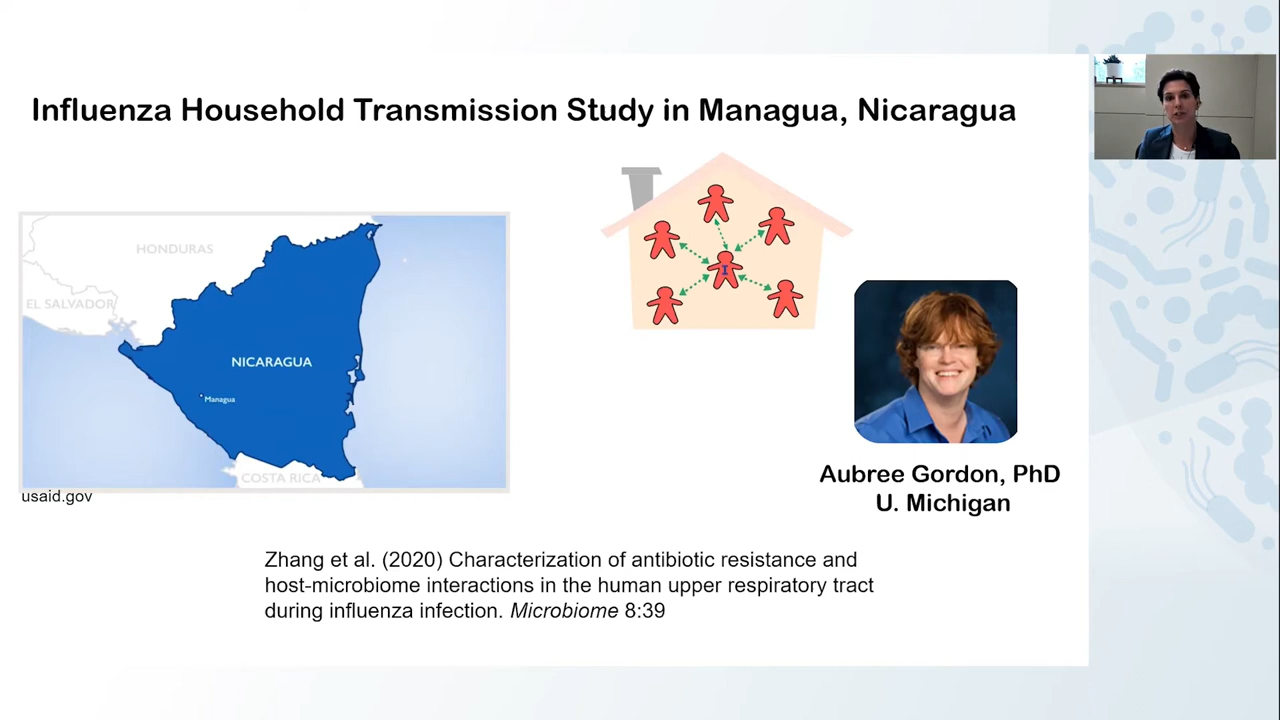 Influenza Household Transmission Study in Managua, Nicaragua
HONDURAS
EL SALVADOR
NICARAGUA
Managua
COSTA RICA
usaid.gov
I
Aubree Gordon, PhD
U. Michigan
Zhang et al. (2020) Characterization of antibiotic resistance and
host-microbiome interactions in the human upper respiratory tract
during influenza infection. Microbiome 8:39